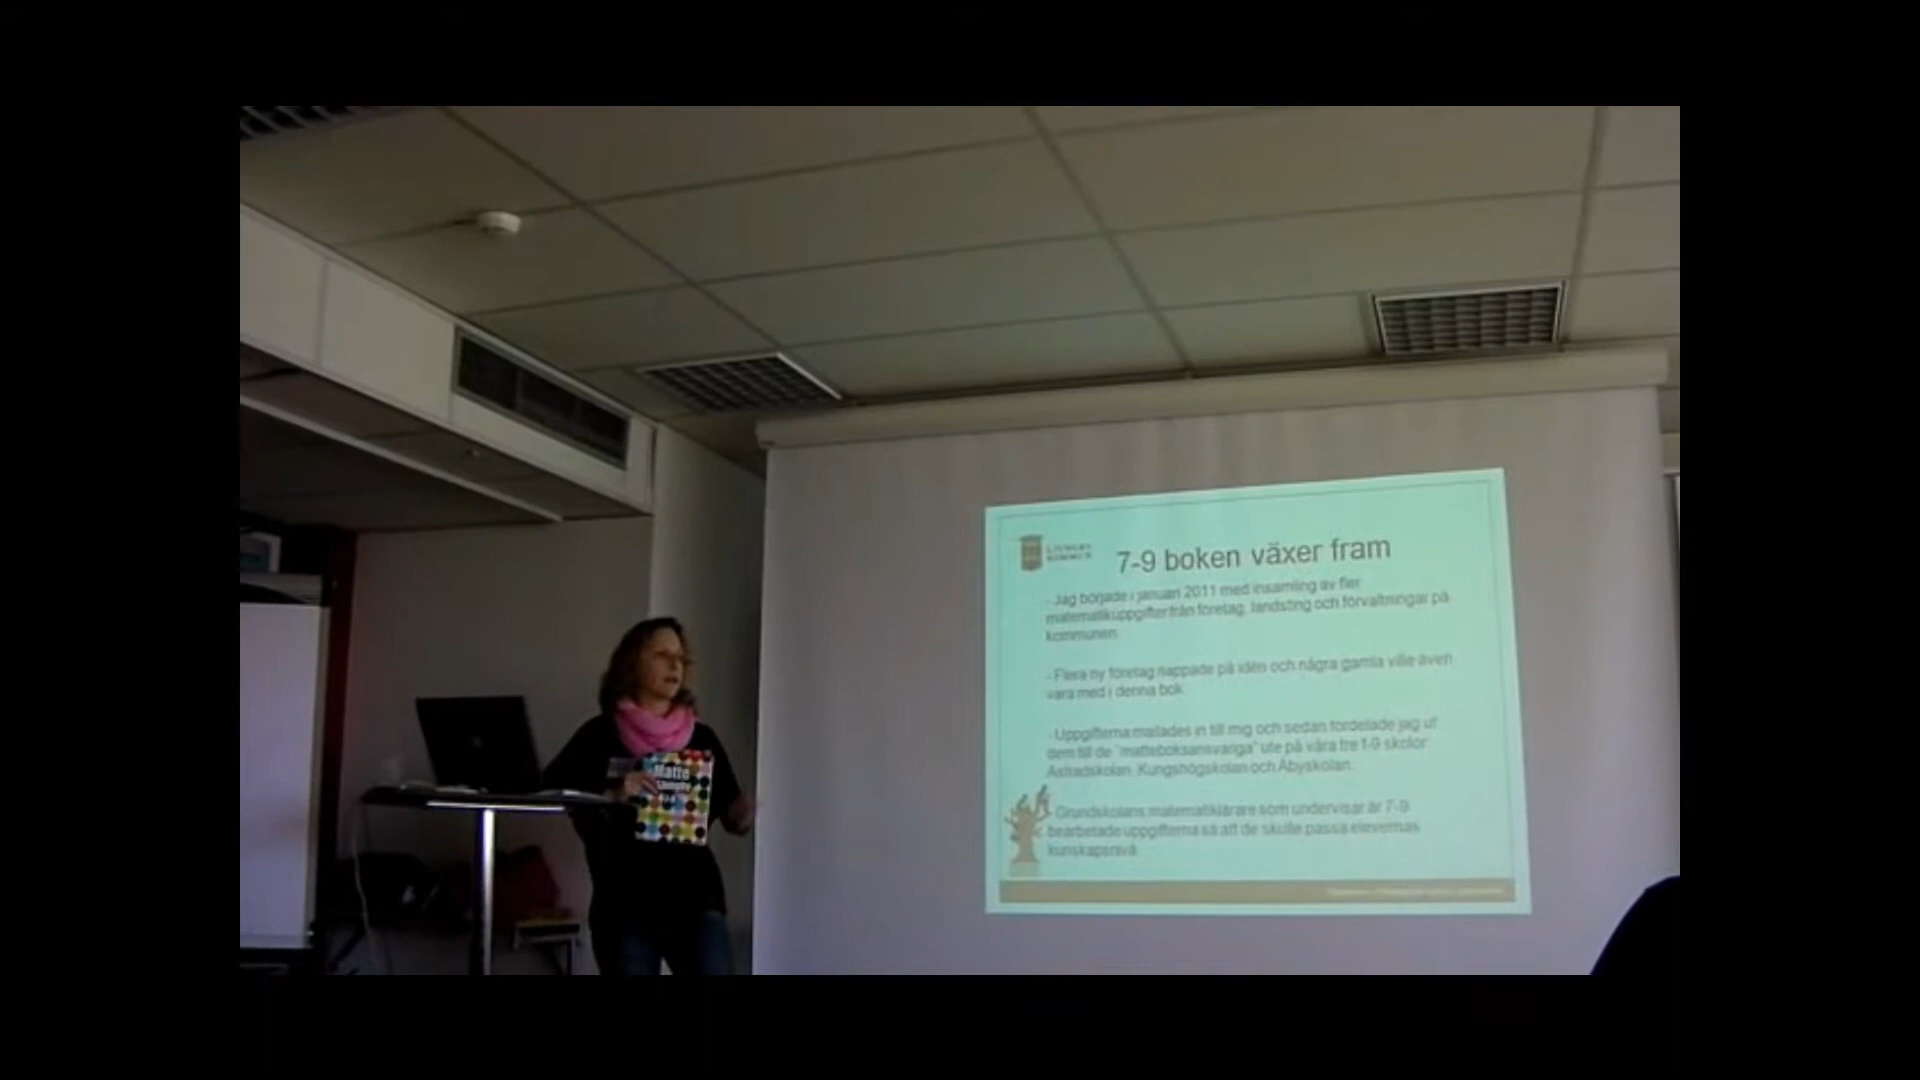 LJUNGBY
KOMMUN
7-9 boken växer fram
- Jag började i januari 2011 med insamling av fler
matematikuppgifter från företag, landsting och förvaltningar på
kommunen.
- Flera ny företag nappade på idén och några gamla ville även
vara med i denna bok.
- Uppgifterna mailades in till mig och sedan fördelade jag ut
dem till de "matteboksansvariga" ute på våra tre f-9 skolor:
Astradskolan, Kungshögskolan och Åbyskolan.
- Grundskolans matematiklärare som undervisar år 7-9
bearbetade uppgifterna så att de skulle passa elevernas
kunskapsnivå.
Matte